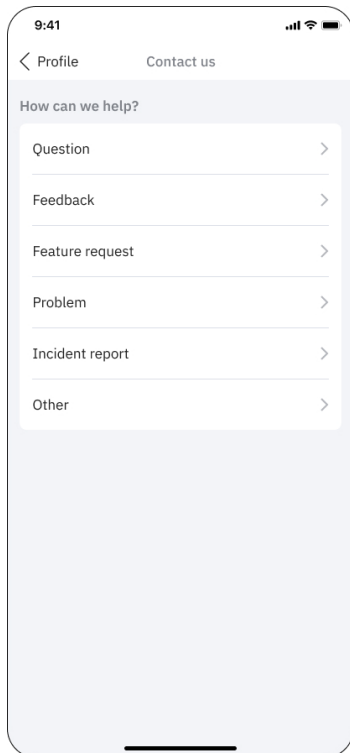 9:41
Profile Contact us
How can we help?
Question
Feedback
Feature request
Problem
Incident report
Other